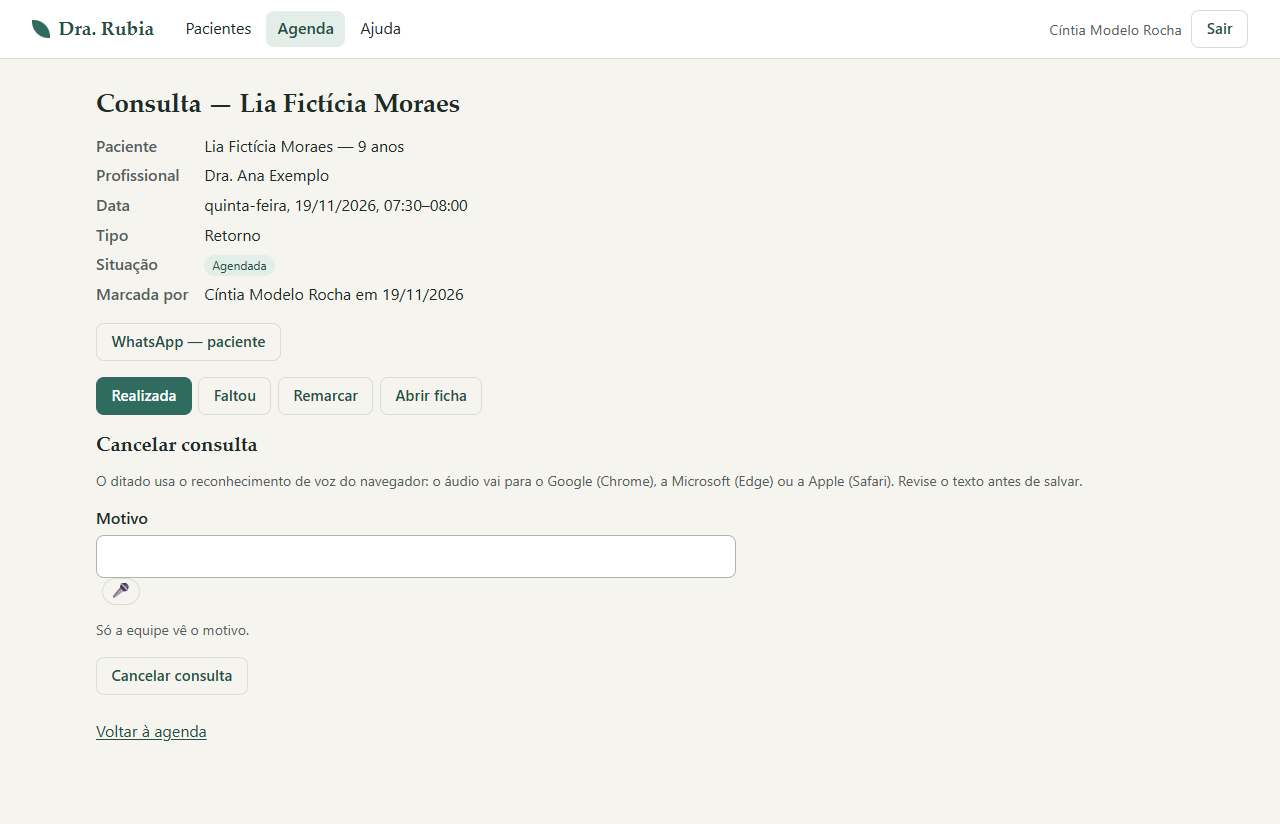 Dra. Rubia Pacientes Agenda Ajuda Cíntia Modelo Rocha Sair
Consulta — Lia Fictícia Moraes
Paciente Lia Fictícia Moraes — 9 anos
Profissional Dra. Ana Exemplo
Data quinta-feira, 19/11/2026, 07:30–08:00
Tipo Retorno
Situação Agendada
Marcada por Cíntia Modelo Rocha em 19/11/2026
WhatsApp — paciente
Realizada Faltou Remarcar Abrir ficha
Cancelar consulta
O ditado usa o reconhecimento de voz do navegador: o áudio vai para o Google (Chrome), a Microsoft (Edge) ou a Apple (Safari). Revise o texto antes de salvar.
Motivo
Só a equipe vê o motivo.
Cancelar consulta
Voltar à agenda